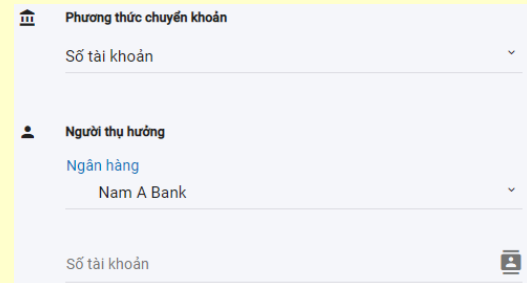 Phương thức chuyển khoản
Số tài khoản
Người thụ hưởng
Ngân hàng
Nam A Bank
Số tài khoản